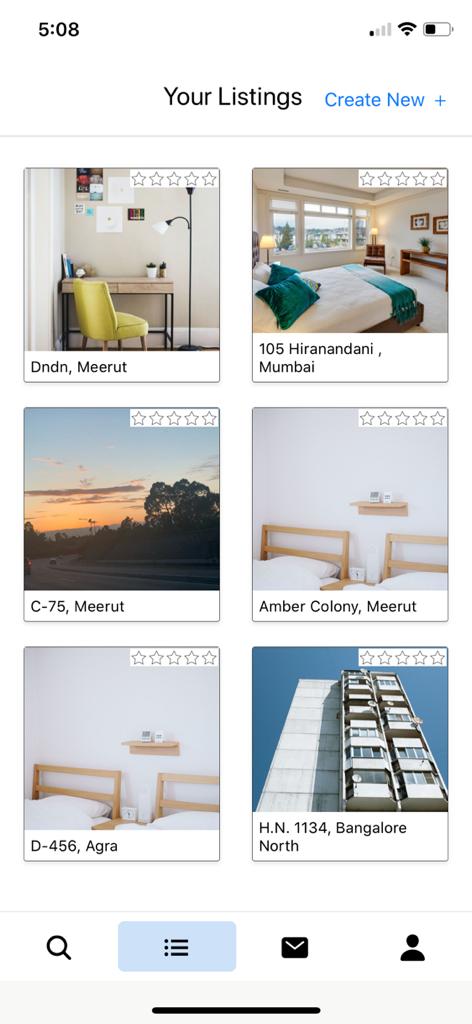 5:08
Your Listings
Create New +
Dndn, Meerut
105 Hiranandani ,
Mumbai
C-75, Meerut
Amber Colony, Meerut
D-456, Agra
H.N. 1134, Bangalore
North